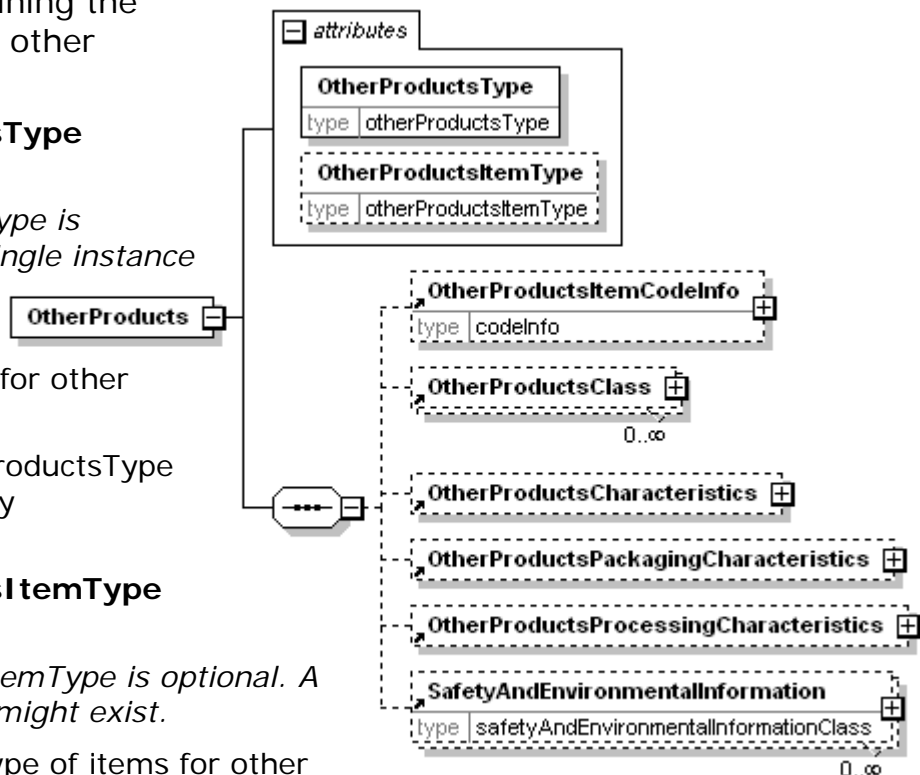 ning the
other
sType
ype is
ingle instance
for other
roductsType
y
sItemType
emType is optional. A
might exist.
ype of items for other
attributes
OtherProductsType
type otherProductsType
OtherProductsItemType
type otherProductsItemType
OtherProducts
OtherProductsItemCodeInfo
type codeInfo
OtherProductsClass
0..∞
OtherProductsCharacteristics
OtherProductsPackagingCharacteristics
OtherProductsProcessingCharacteristics
SafetyAndEnvironmentalInformation
type safetyAndEnvironmentalInformationClass
0..∞